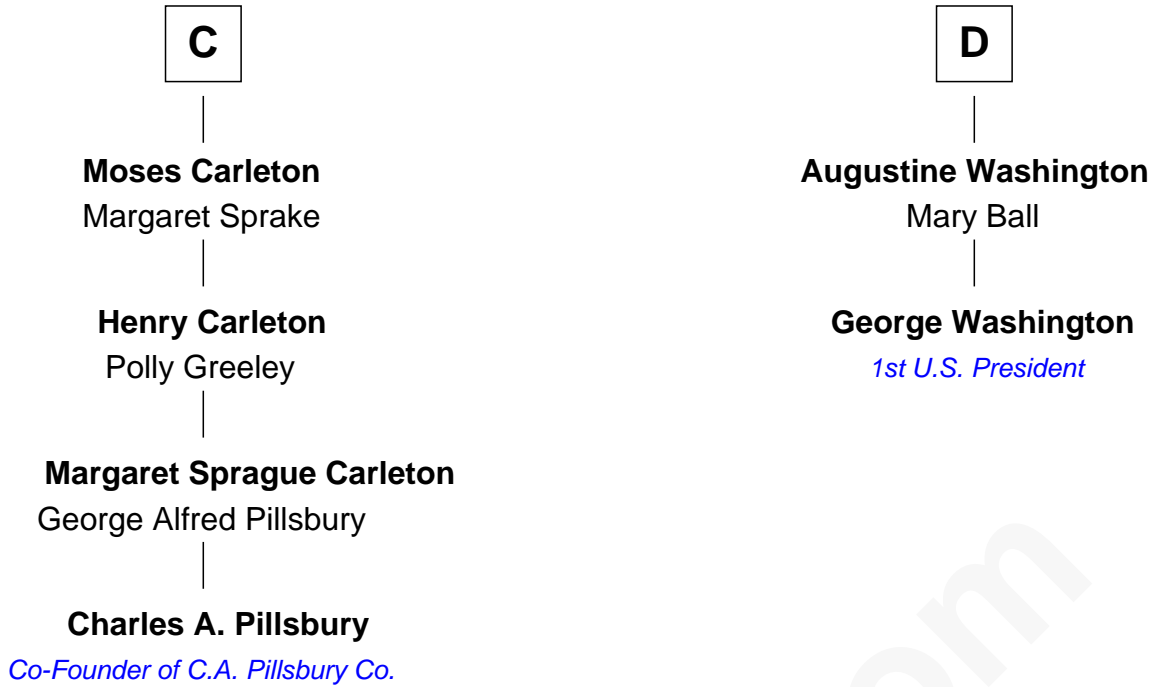 C
Moses Carleton
Margaret Sprake
Henry Carleton
Polly Greeley
Margaret Sprague Carleton
George Alfred Pillsbury
Charles A. Pillsbury
Co-Founder of C.A. Pillsbury Co.
D
Augustine Washington
Mary Ball
George Washington
1st U.S. President
om